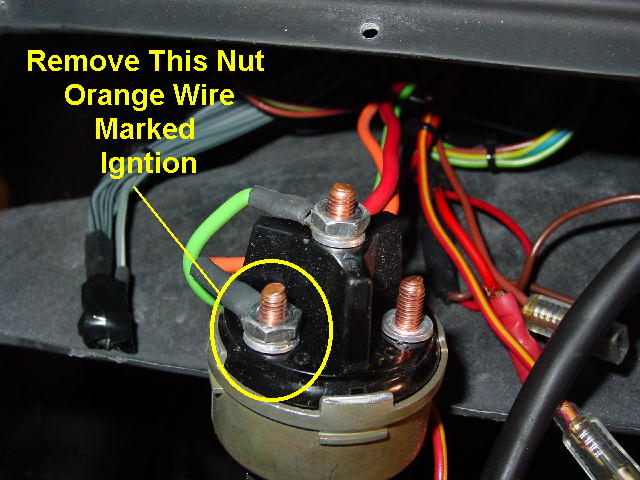 Remove This Nut
Orange Wire
Marked
Igntion